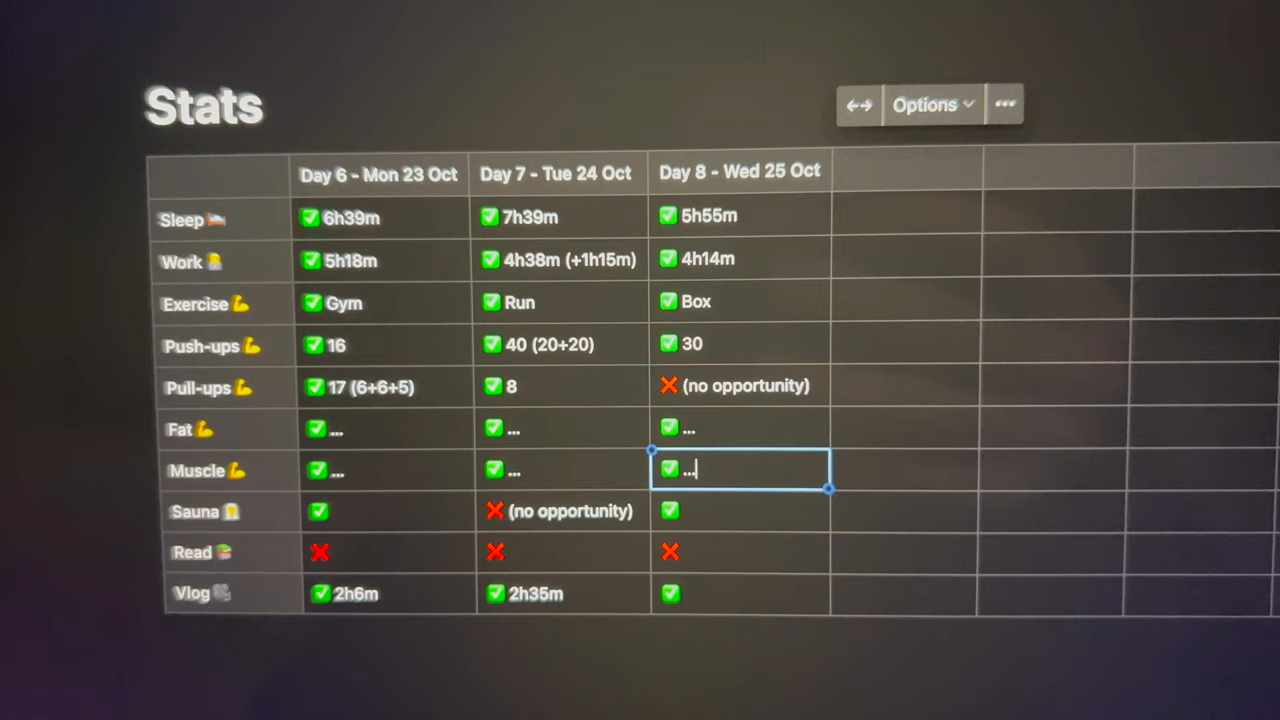 Stats
↔ Options ...
Day 6 - Mon 23 Oct Day 7 - Tue 24 Oct Day 8 - Wed 25 Oct
Sleep 🛏️ ✅ 6h39m ✅ 7h39m ✅ 5h55m
Work 👨‍💻 ✅ 5h18m ✅ 4h38m (+1h15m) ✅ 4h14m
Exercise 💪 ✅ Gym ✅ Run ✅ Box
Push-ups 💪 ✅ 16 ✅ 40 (20+20) ✅ 30
Pull-ups 💪 ✅ 17 (6+6+5) ✅ 8 ❌ (no opportunity)
Fat 💪 ✅ ... ✅ ... ✅ ...
Muscle 💪 ✅ ... ✅ ... ✅ ...
Sauna 🧖 ✅ ❌ (no opportunity) ✅
Read 📚 ❌ ❌ ❌
Vlog 🎥 ✅ 2h6m ✅ 2h35m ✅